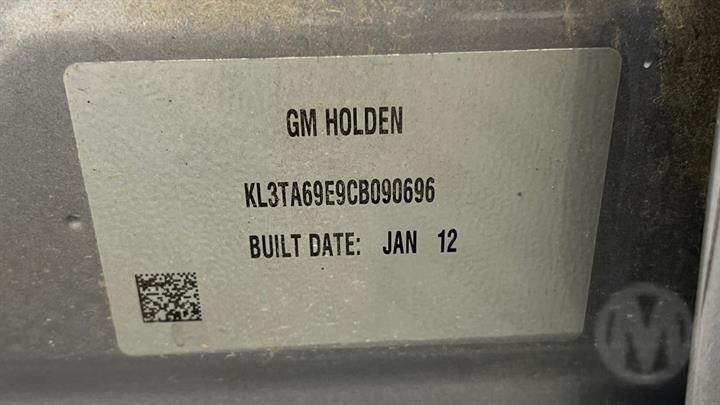 GM HOLDEN
KL3TA69E9CB090696
BUILT DATE: JAN 12
M